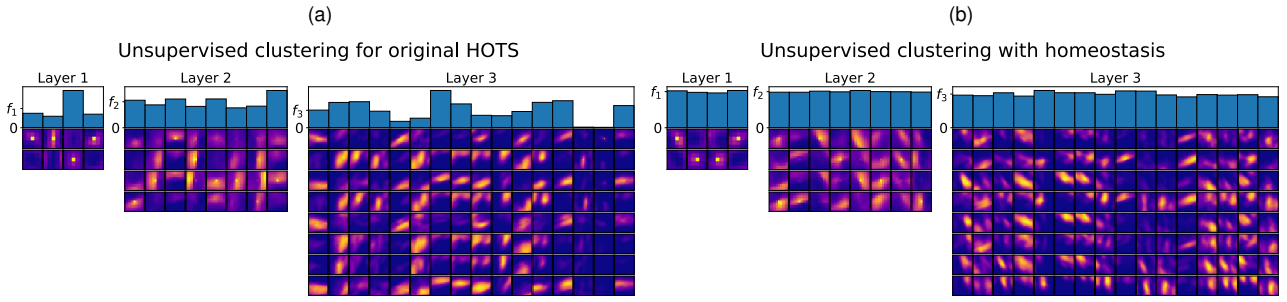 (a)
Unsupervised clustering for original HOTS
Layer 1
Layer 2
Layer 3
f1
0
f2
0
f3
0
(b)
Unsupervised clustering with homeostasis
Layer 1
Layer 2
Layer 3
f1
0
f2
0
f3
0